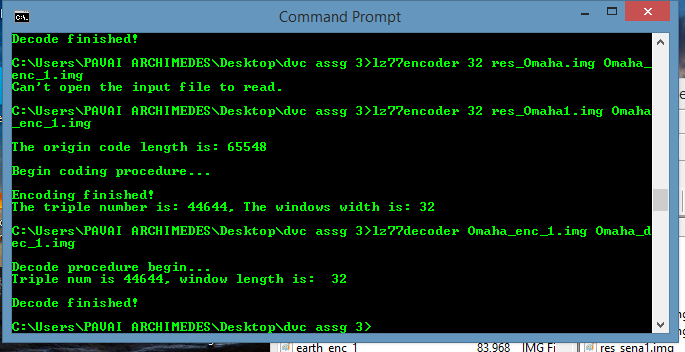 Command Prompt
Decode finished!
C:\Users\PAVAI ARCHIMEDES\Desktop\dvc assg 3>lz77encoder 32 res_Omaha.img Omaha_
enc_1.img
Can't open the input file to read.
C:\Users\PAVAI ARCHIMEDES\Desktop\dvc assg 3>lz77encoder 32 res_Omaha1.img Omaha
_enc_1.img
The origin code length is: 65548
Begin coding procedure...
Encoding finished!
The triple number is: 44644, The windows width is: 32
C:\Users\PAVAI ARCHIMEDES\Desktop\dvc assg 3>lz77decoder Omaha_enc_1.img Omaha_d
ec_1.img
Decode procedure begin...
Triple num is 44644, window length is:  32
Decode finished!
C:\Users\PAVAI ARCHIMEDES\Desktop\dvc assg 3>
earth_enc_1 83,968 IMG Fi res_sena1.img